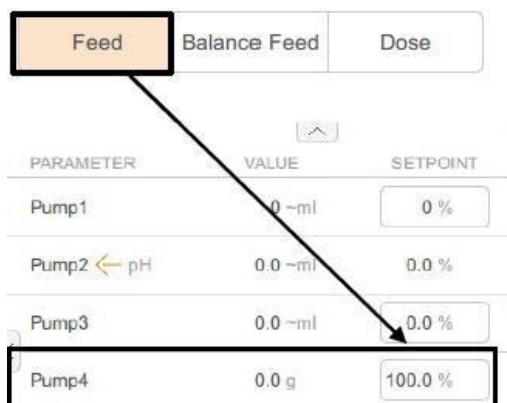 Feed Balance Feed Dose
PARAMETER VALUE SETPOINT
Pump1 0 ~ml 0 %
Pump2 ← pH 0.0 ~ml 0.0 %
Pump3 0.0 ~ml 0.0 %
Pump4 0.0 g 100.0 %